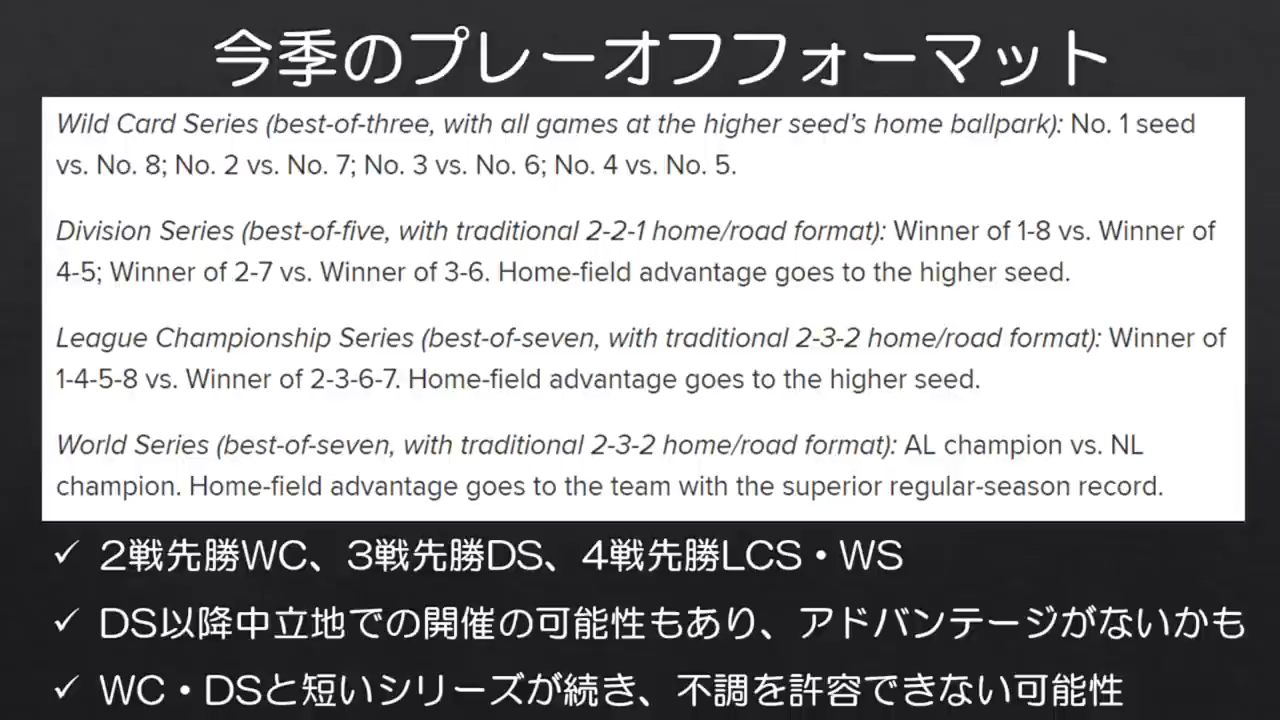 今季のプレーオフフォーマット
Wild Card Series (best-of-three, with all games at the higher seed's home ballpark): No. 1 seed
vs. No. 8; No. 2 vs. No. 7; No. 3 vs. No. 6; No. 4 vs. No. 5.
Division Series (best-of-five, with traditional 2-2-1 home/road format): Winner of 1-8 vs. Winner of
4-5; Winner of 2-7 vs. Winner of 3-6. Home-field advantage goes to the higher seed.
League Championship Series (best-of-seven, with traditional 2-3-2 home/road format): Winner of
1-4-5-8 vs. Winner of 2-3-6-7. Home-field advantage goes to the higher seed.
World Series (best-of-seven, with traditional 2-3-2 home/road format): AL champion vs. NL
champion. Home-field advantage goes to the team with the superior regular-season record.
✓ 2戦先勝WC、3戦先勝DS、4戦先勝LCS・WS
✓ DS以降中立地での開催の可能性もあり、アドバンテージがないかも
✓ WC・DSと短いシリーズが続き、不調を許容できない可能性